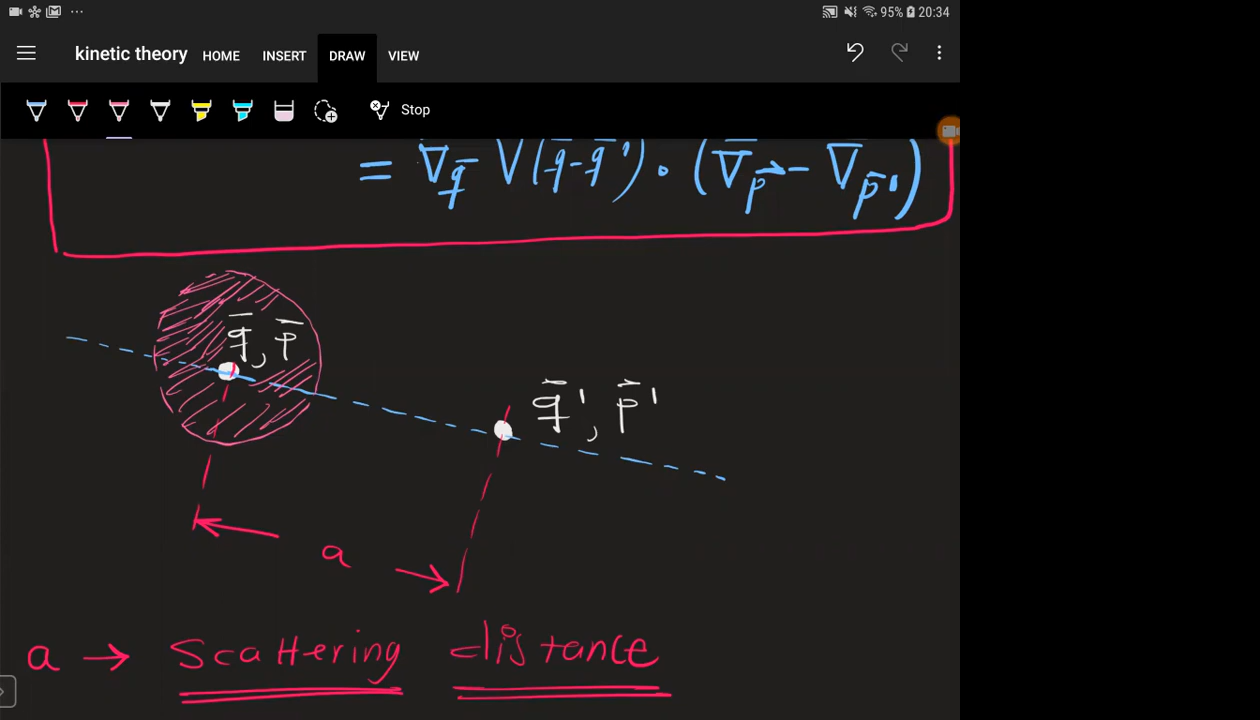 95% 20:34
kinetic theory HOME INSERT DRAW VIEW
Stop
= ∇q̄ V(q̄-q̄') · (∇p⃗ - ∇p̄')
q̄, p̄
q̄', p̄'
a
a → Scattering distance